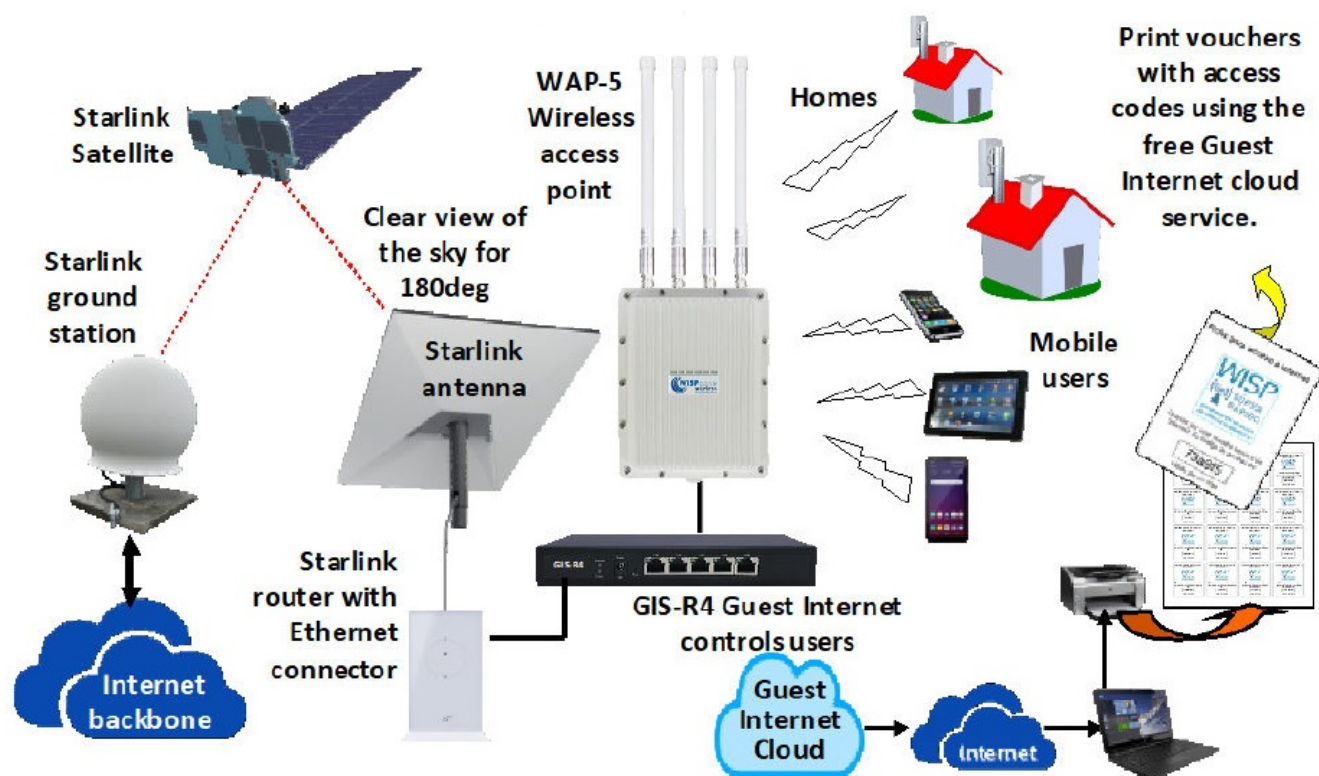 Starlink
Satellite
Starlink
ground
station
Internet
backbone
Clear view of
the sky for
180deg
Starlink
antenna
Starlink
router with
Ethernet
connector
WAP-5
Wireless
access
point
WISP
wireless
GIS-R4
GIS-R4 Guest Internet
controls users
Homes
Mobile
users
Print vouchers
with access
codes using the
free Guest
Internet cloud
service.
WISP
Guest
Internet
Cloud
Internet